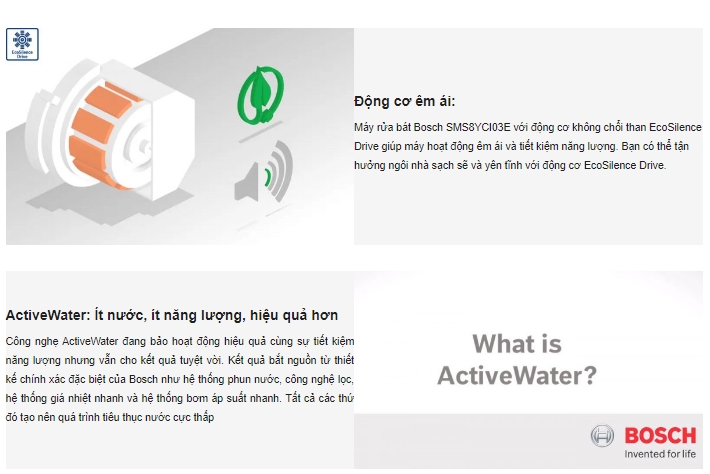 EcoSilence
Drive
Động cơ êm ái:
Máy rửa bát Bosch SMS8YCI03E với động cơ không chổi than EcoSilence
Drive giúp máy hoạt động êm ái và tiết kiệm năng lượng. Bạn có thể tận
hưởng ngôi nhà sạch sẽ và yên tĩnh với động cơ EcoSilence Drive.
ActiveWater: Ít nước, ít năng lượng, hiệu quả hơn
Công nghe ActiveWater đang bảo hoạt động hiệu quả cùng sự tiết kiệm
năng lượng nhưng vẫn cho kết quả tuyệt vời. Kết quả bắt nguồn từ thiết
kế chính xác đặc biệt của Bosch như hệ thống phun nước, công nghệ lọc,
hệ thống giá nhiệt nhanh và hệ thống bơm áp suất nhanh. Tất cả các thứ
đó tạo nên quá trình tiêu thục nước cực thấp
What is
ActiveWater?
BOSCH
Invented for life